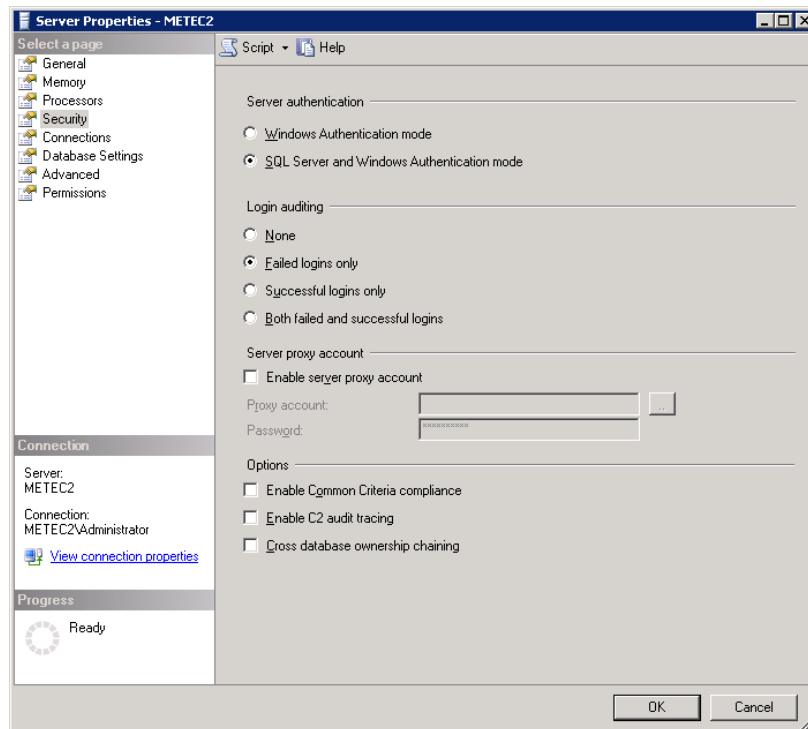 Server Properties - METEC2
Select a page
General
Memory
Processors
Security
Connections
Database Settings
Advanced
Permissions
Connection
Server:
METEC2
Connection:
METEC2\Administrator
View connection properties
Progress
Ready
Script
Help
Server authentication
Windows Authentication mode
SQL Server and Windows Authentication mode
Login auditing
None
Failed logins only
Successful logins only
Both failed and successful logins
Server proxy account
Enable server proxy account
Proxy account:
..
Password:
**********
Options
Enable Common Criteria compliance
Enable C2 audit tracing
Cross database ownership chaining
OK
Cancel